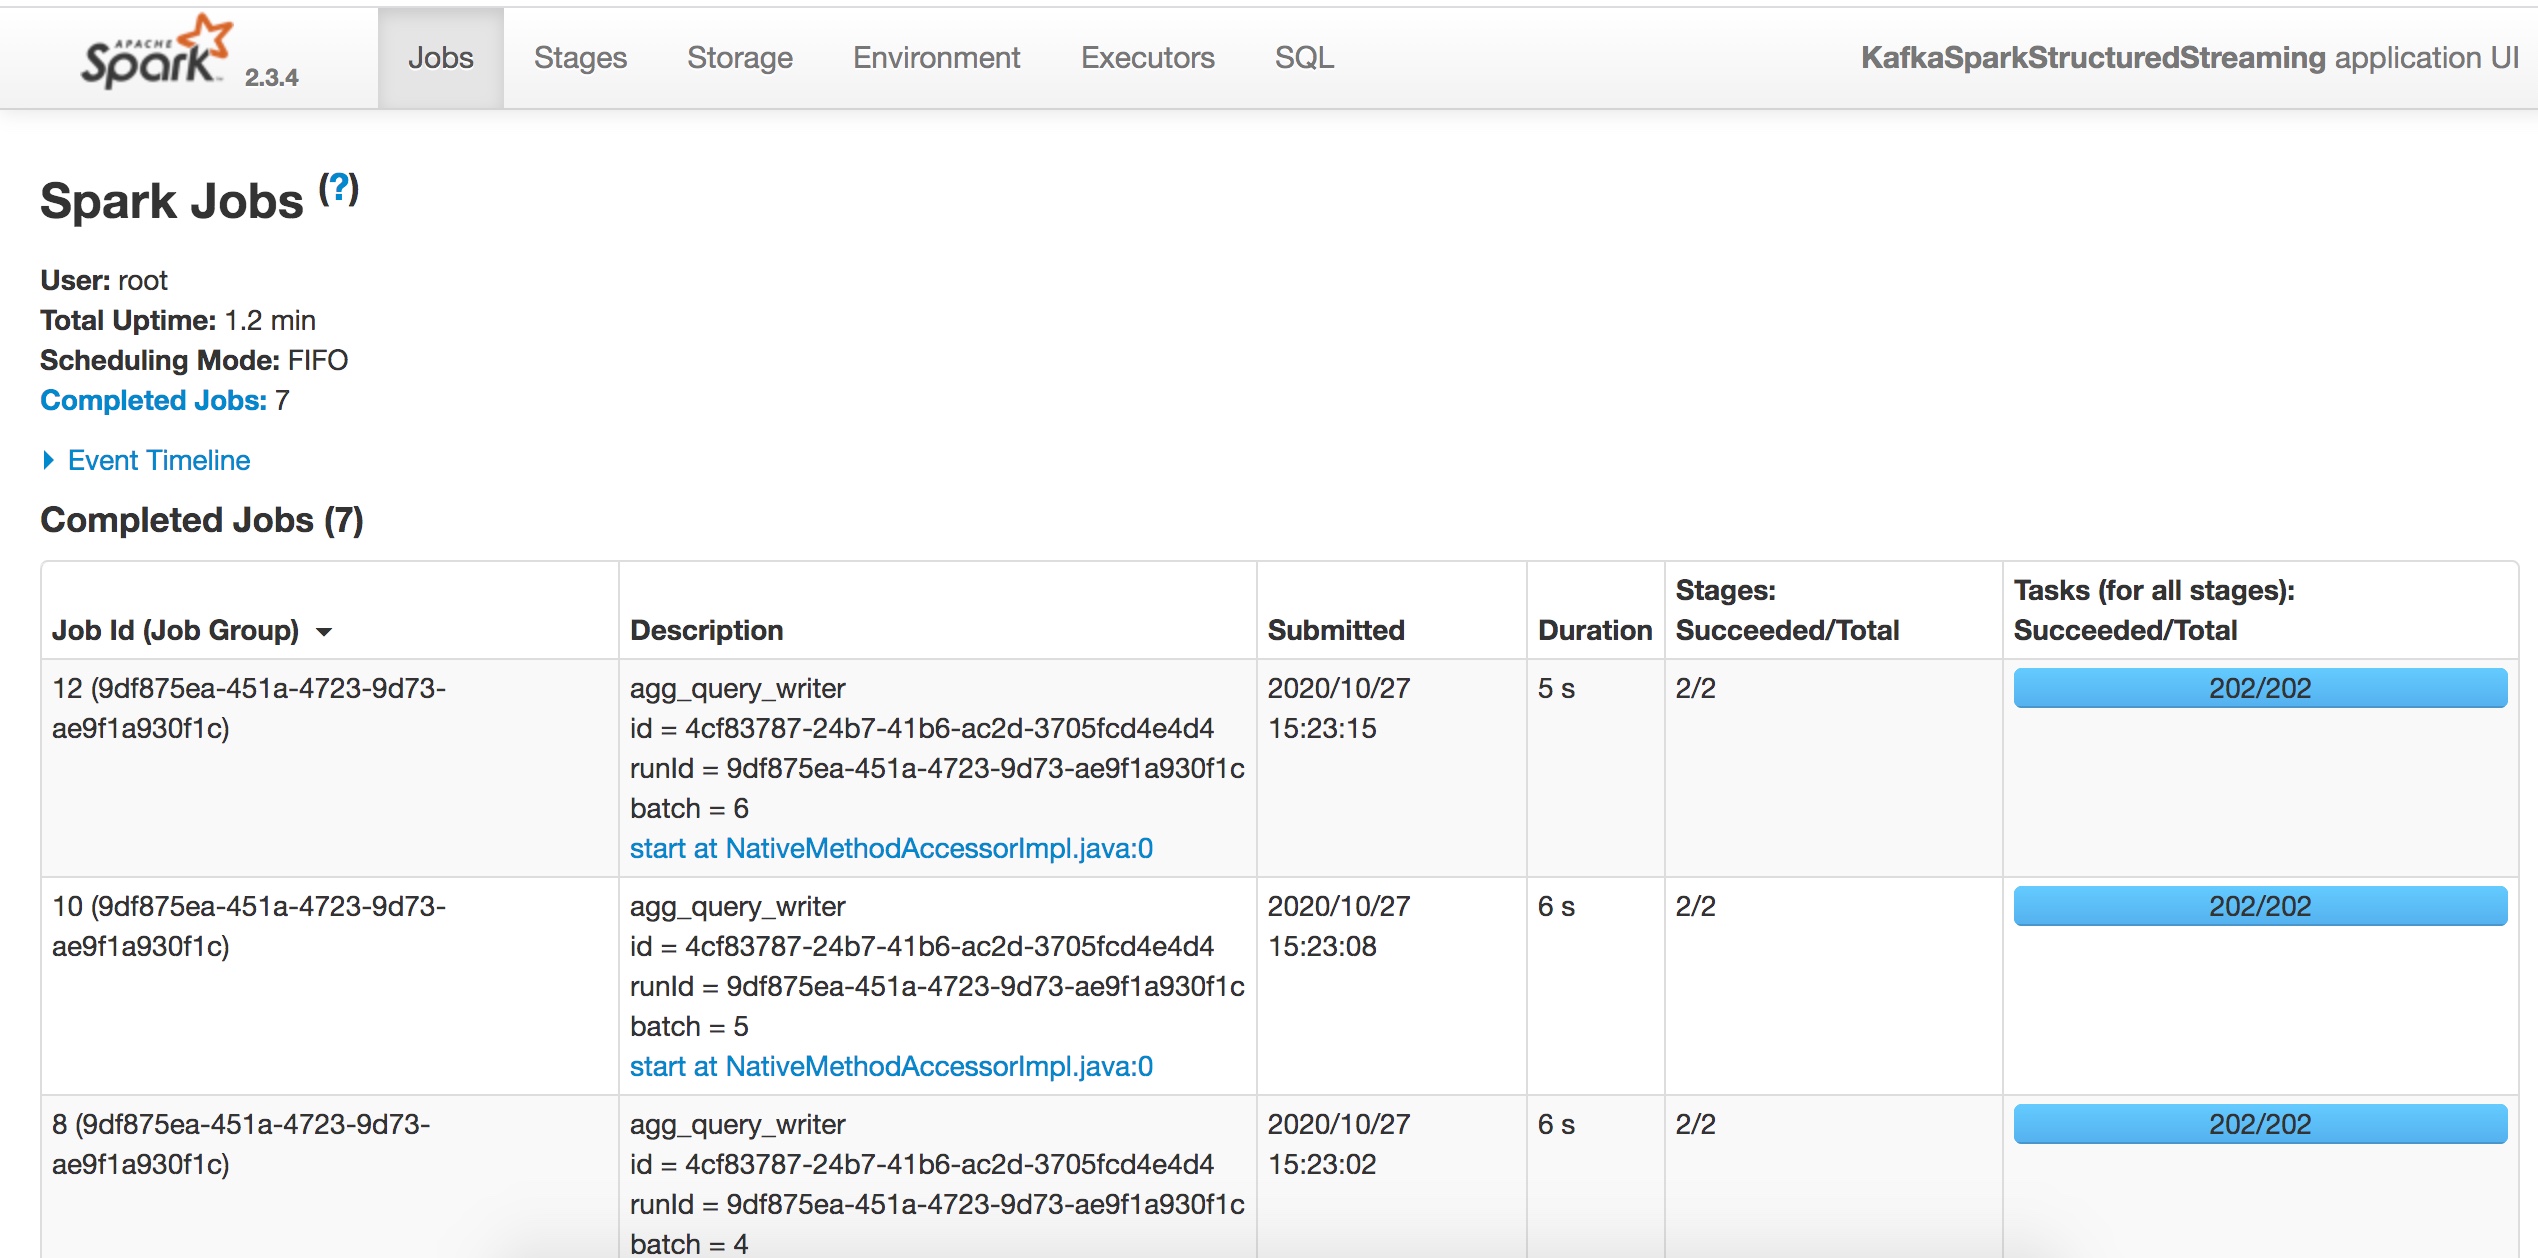 APACHE
Spark 2.3.4
Jobs
Stages
Storage
Environment
Executors
SQL
KafkaSparkStructuredStreaming application UI
Spark Jobs (?)
User: root
Total Uptime: 1.2 min
Scheduling Mode: FIFO
Completed Jobs: 7
Event Timeline
Completed Jobs (7)
Job Id (Job Group)
Description
Submitted
Duration
Stages:
Succeeded/Total
Tasks (for all stages):
Succeeded/Total
12 (9df875ea-451a-4723-9d73-
ae9f1a930f1c)
agg_query_writer
id = 4cf83787-24b7-41b6-ac2d-3705fcd4e4d4
runId = 9df875ea-451a-4723-9d73-ae9f1a930f1c
batch = 6
start at NativeMethodAccessorImpl.java:0
2020/10/27
15:23:15
5 s
2/2
202/202
10 (9df875ea-451a-4723-9d73-
ae9f1a930f1c)
agg_query_writer
id = 4cf83787-24b7-41b6-ac2d-3705fcd4e4d4
runId = 9df875ea-451a-4723-9d73-ae9f1a930f1c
batch = 5
start at NativeMethodAccessorImpl.java:0
2020/10/27
15:23:08
6 s
2/2
202/202
8 (9df875ea-451a-4723-9d73-
ae9f1a930f1c)
agg_query_writer
id = 4cf83787-24b7-41b6-ac2d-3705fcd4e4d4
runId = 9df875ea-451a-4723-9d73-ae9f1a930f1c
batch = 4
2020/10/27
15:23:02
6 s
2/2
202/202